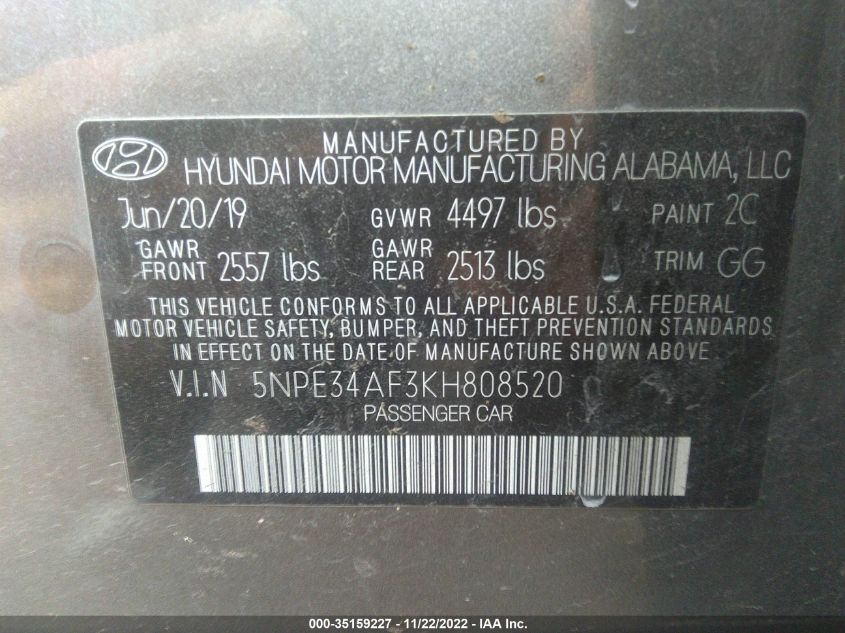 MANUFACTURED BY
HYUNDAI MOTOR MANUFACTURING ALABAMA, LLC
Jun/20/19 GVWR 4497 lbs PAINT 2C
GAWR FRONT 2557 lbs GAWR REAR 2513 lbs TRIM GG
THIS VEHICLE CONFORMS TO ALL APPLICABLE U.S.A. FEDERAL
MOTOR VEHICLE SAFETY, BUMPER, AND THEFT PREVENTION STANDARDS
IN EFFECT ON THE DATE OF MANUFACTURE SHOWN ABOVE
V.I.N 5NPE34AF3KH808520
PASSENGER CAR
000-35159227 - 11/22/2022 - IAA Inc.